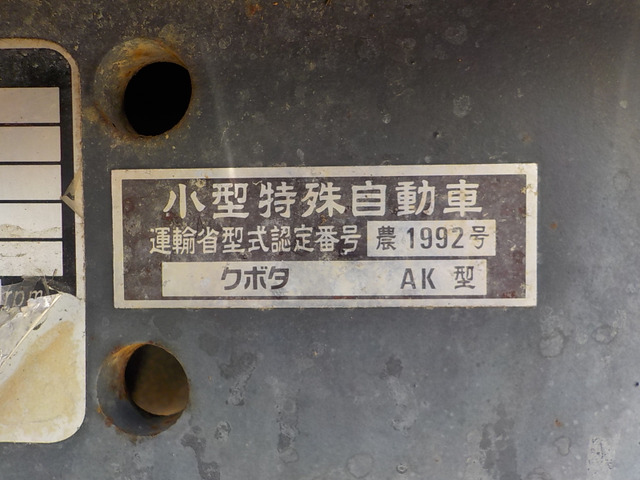 小型特殊自動車
運輸省型式認定番号 農1992号
クボタ AK型
rpm